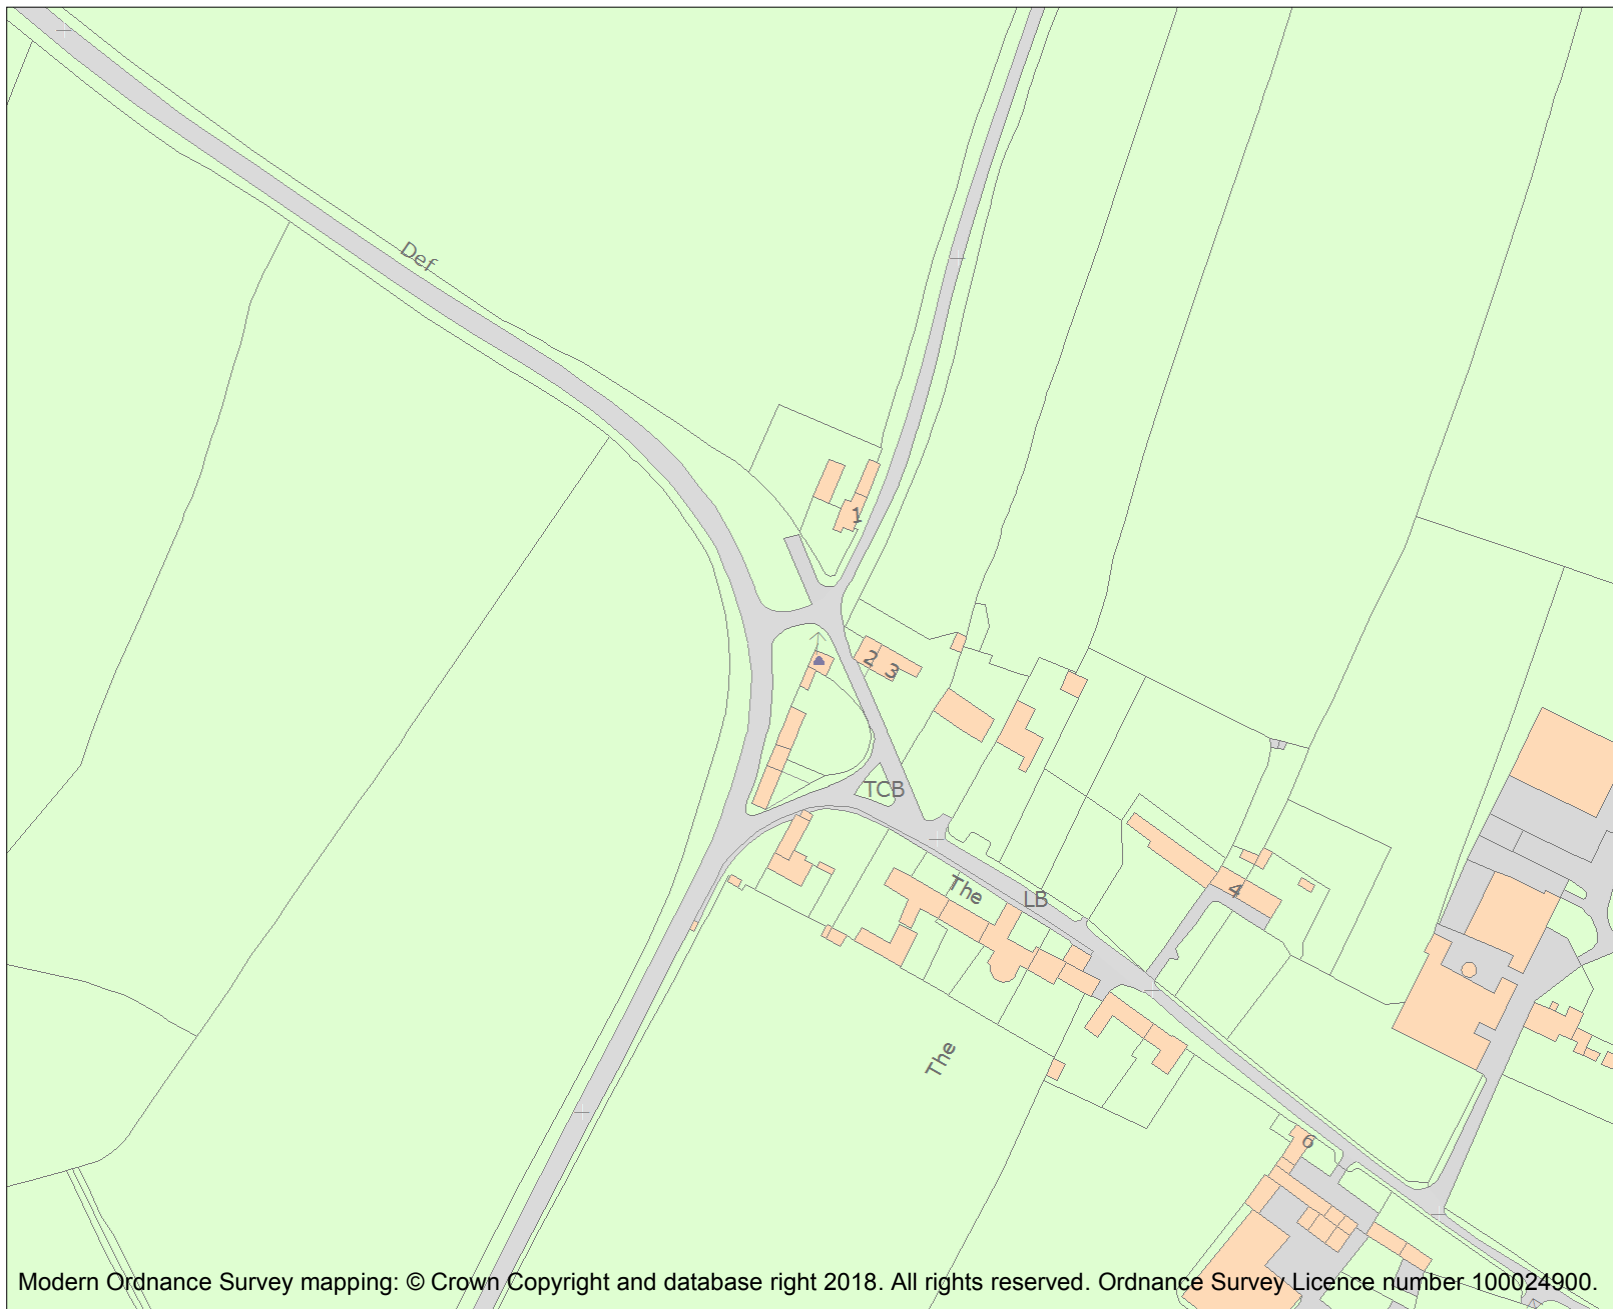 Def
1
2
3
TCB
The
LB
4
The
6
Modern Ordnance Survey mapping: © Crown Copyright and database right 2018. All rights reserved. Ordnance Survey Licence number 100024900.